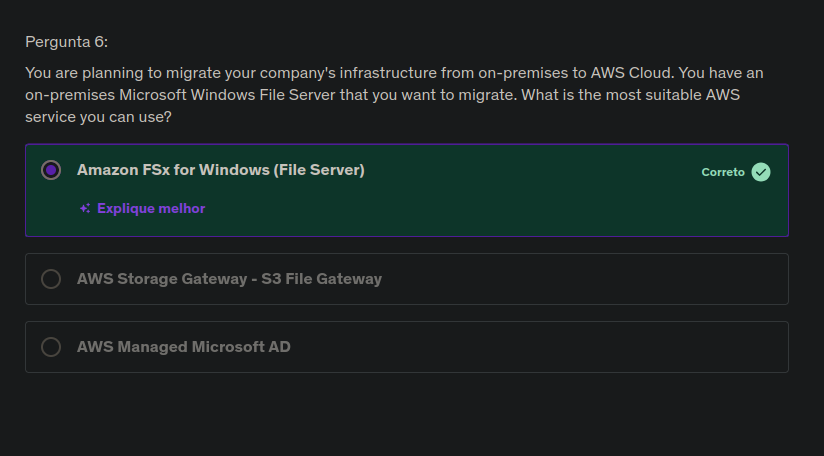 Pergunta 6:
You are planning to migrate your company's infrastructure from on-premises to AWS Cloud. You have an
on-premises Microsoft Windows File Server that you want to migrate. What is the most suitable AWS
service you can use?
Amazon FSx for Windows (File Server)
Correto
Explique melhor
AWS Storage Gateway - S3 File Gateway
AWS Managed Microsoft AD